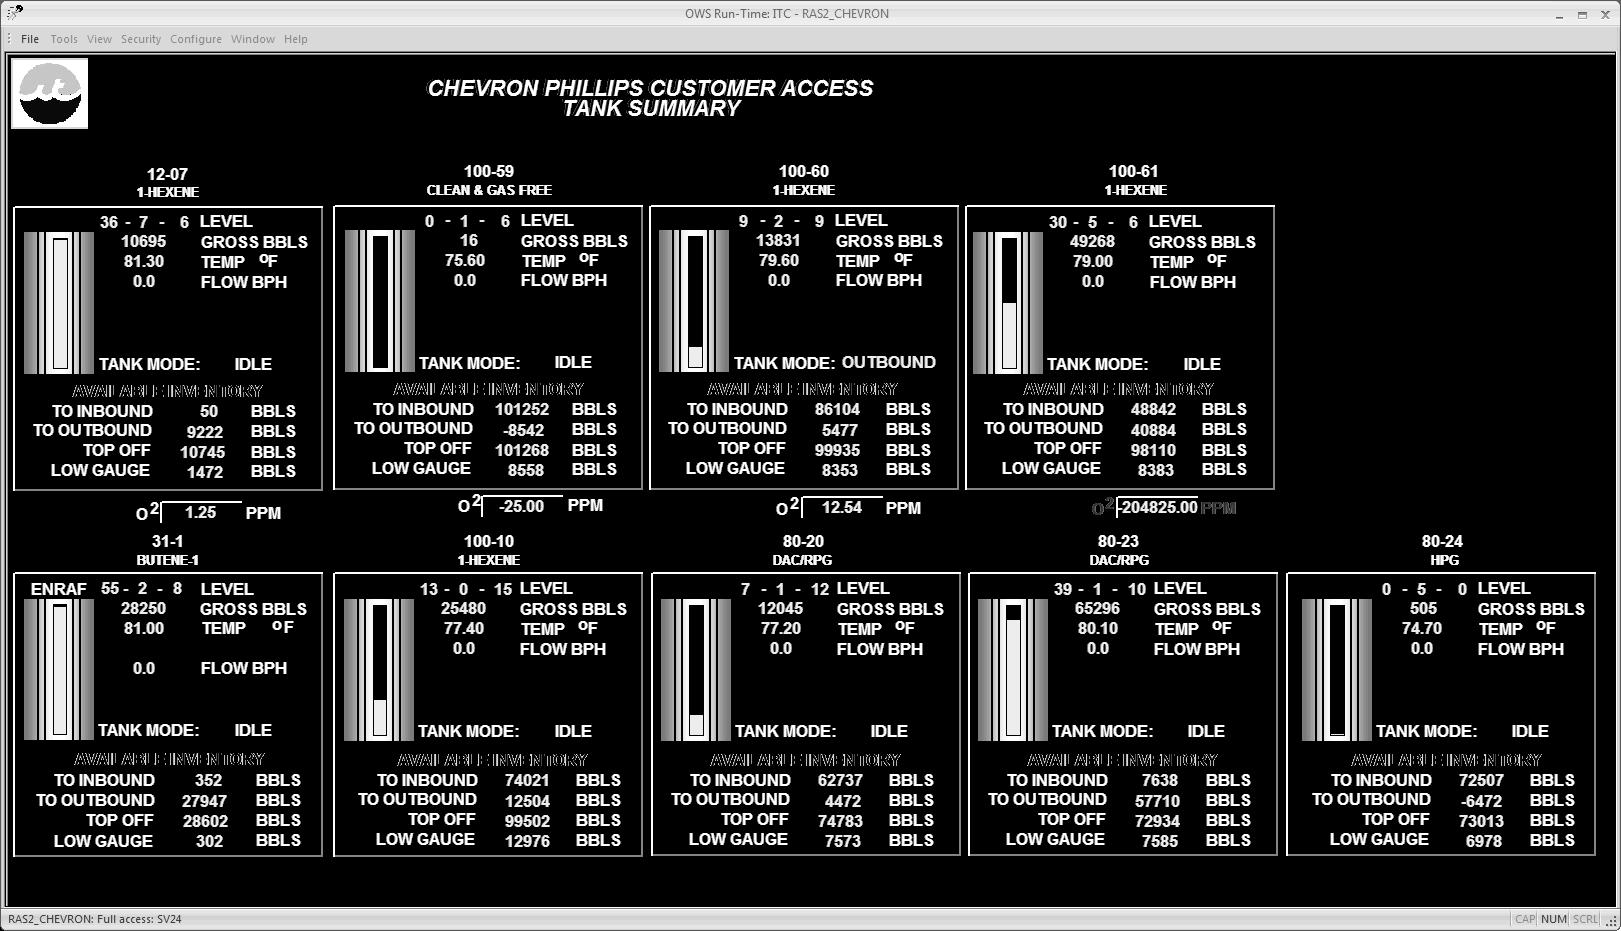 OWS Run-Time: ITC - RAS2_CHEVRON
File Tools View Security Configure Window Help
it
CHEVRON PHILLIPS CUSTOMER ACCESS
TANK SUMMARY
12-07
1-HEXENE
36 - 7 - 6 LEVEL
10695 GROSS BBLS
81.30 TEMP ºF
0.0 FLOW BPH
TANK MODE: IDLE
AVAILABLE INVENTORY
TO INBOUND 50 BBLS
TO OUTBOUND 9222 BBLS
TOP OFF 10745 BBLS
LOW GAUGE 1472 BBLS
O2 1.25 PPM
100-59
CLEAN & GAS FREE
0 - 1 - 6 LEVEL
16 GROSS BBLS
75.60 TEMP ºF
0.0 FLOW BPH
TANK MODE: IDLE
AVAILABLE INVENTORY
TO INBOUND 101252 BBLS
TO OUTBOUND -8542 BBLS
TOP OFF 101268 BBLS
LOW GAUGE 8558 BBLS
O2 -25.00 PPM
100-60
1-HEXENE
9 - 2 - 9 LEVEL
13831 GROSS BBLS
79.60 TEMP ºF
0.0 FLOW BPH
TANK MODE: OUTBOUND
AVAILABLE INVENTORY
TO INBOUND 86104 BBLS
TO OUTBOUND 5477 BBLS
TOP OFF 99935 BBLS
LOW GAUGE 8353 BBLS
O2 12.54 PPM
100-61
1-HEXENE
30 - 5 - 6 LEVEL
49268 GROSS BBLS
79.00 TEMP ºF
0.0 FLOW BPH
TANK MODE: IDLE
AVAILABLE INVENTORY
TO INBOUND 48842 BBLS
TO OUTBOUND 40884 BBLS
TOP OFF 98110 BBLS
LOW GAUGE 8383 BBLS
O2 -204825.00 PPM
31-1
BUTENE-1
ENRAF 55 - 2 - 8 LEVEL
28250 GROSS BBLS
81.00 TEMP ºF
0.0 FLOW BPH
TANK MODE: IDLE
AVAILABLE INVENTORY
TO INBOUND 352 BBLS
TO OUTBOUND 27947 BBLS
TOP OFF 28602 BBLS
LOW GAUGE 302 BBLS
100-10
1-HEXENE
13 - 0 - 15 LEVEL
25480 GROSS BBLS
77.40 TEMP ºF
0.0 FLOW BPH
TANK MODE: IDLE
AVAILABLE INVENTORY
TO INBOUND 74021 BBLS
TO OUTBOUND 12504 BBLS
TOP OFF 99502 BBLS
LOW GAUGE 12976 BBLS
80-20
DAC/RPG
7 - 1 - 12 LEVEL
12045 GROSS BBLS
77.20 TEMP ºF
0.0 FLOW BPH
TANK MODE: IDLE
AVAILABLE INVENTORY
TO INBOUND 62737 BBLS
TO OUTBOUND 4472 BBLS
TOP OFF 74783 BBLS
LOW GAUGE 7573 BBLS
80-23
DAC/RPG
39 - 1 - 10 LEVEL
65296 GROSS BBLS
80.10 TEMP ºF
0.0 FLOW BPH
TANK MODE: IDLE
AVAILABLE INVENTORY
TO INBOUND 7638 BBLS
TO OUTBOUND 57710 BBLS
TOP OFF 72934 BBLS
LOW GAUGE 7585 BBLS
80-24
HPG
0 - 5 - 0 LEVEL
505 GROSS BBLS
74.70 TEMP ºF
0.0 FLOW BPH
TANK MODE: IDLE
AVAILABLE INVENTORY
TO INBOUND 72507 BBLS
TO OUTBOUND -6472 BBLS
TOP OFF 73013 BBLS
LOW GAUGE 6978 BBLS
RAS2_CHEVRON: Full access: SV24
CAP NUM SCRL